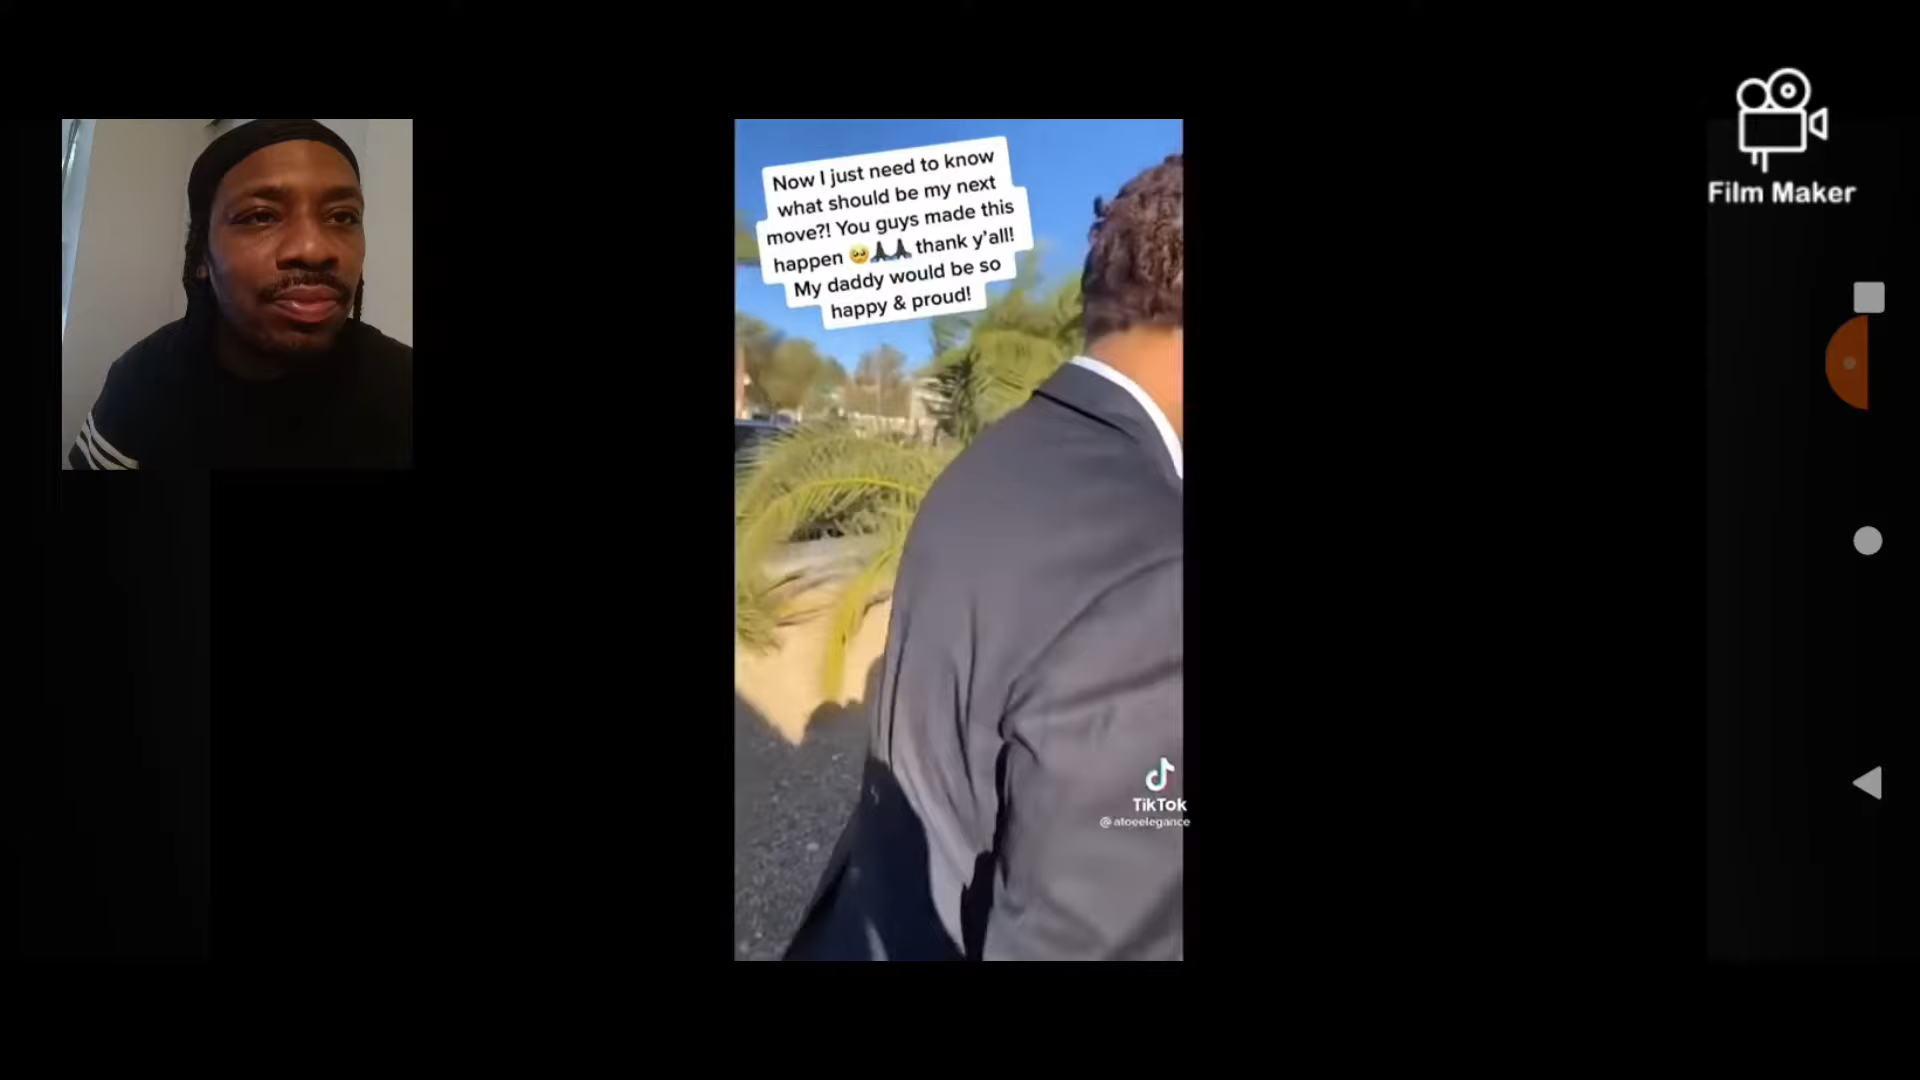 Now I just need to know
what should be my next
move?! You guys made this
happen 🥺🙏🏿🙏🏿 thank y'all!
My daddy would be so
happy & proud!
Film Maker
TikTok
@atoeelegance